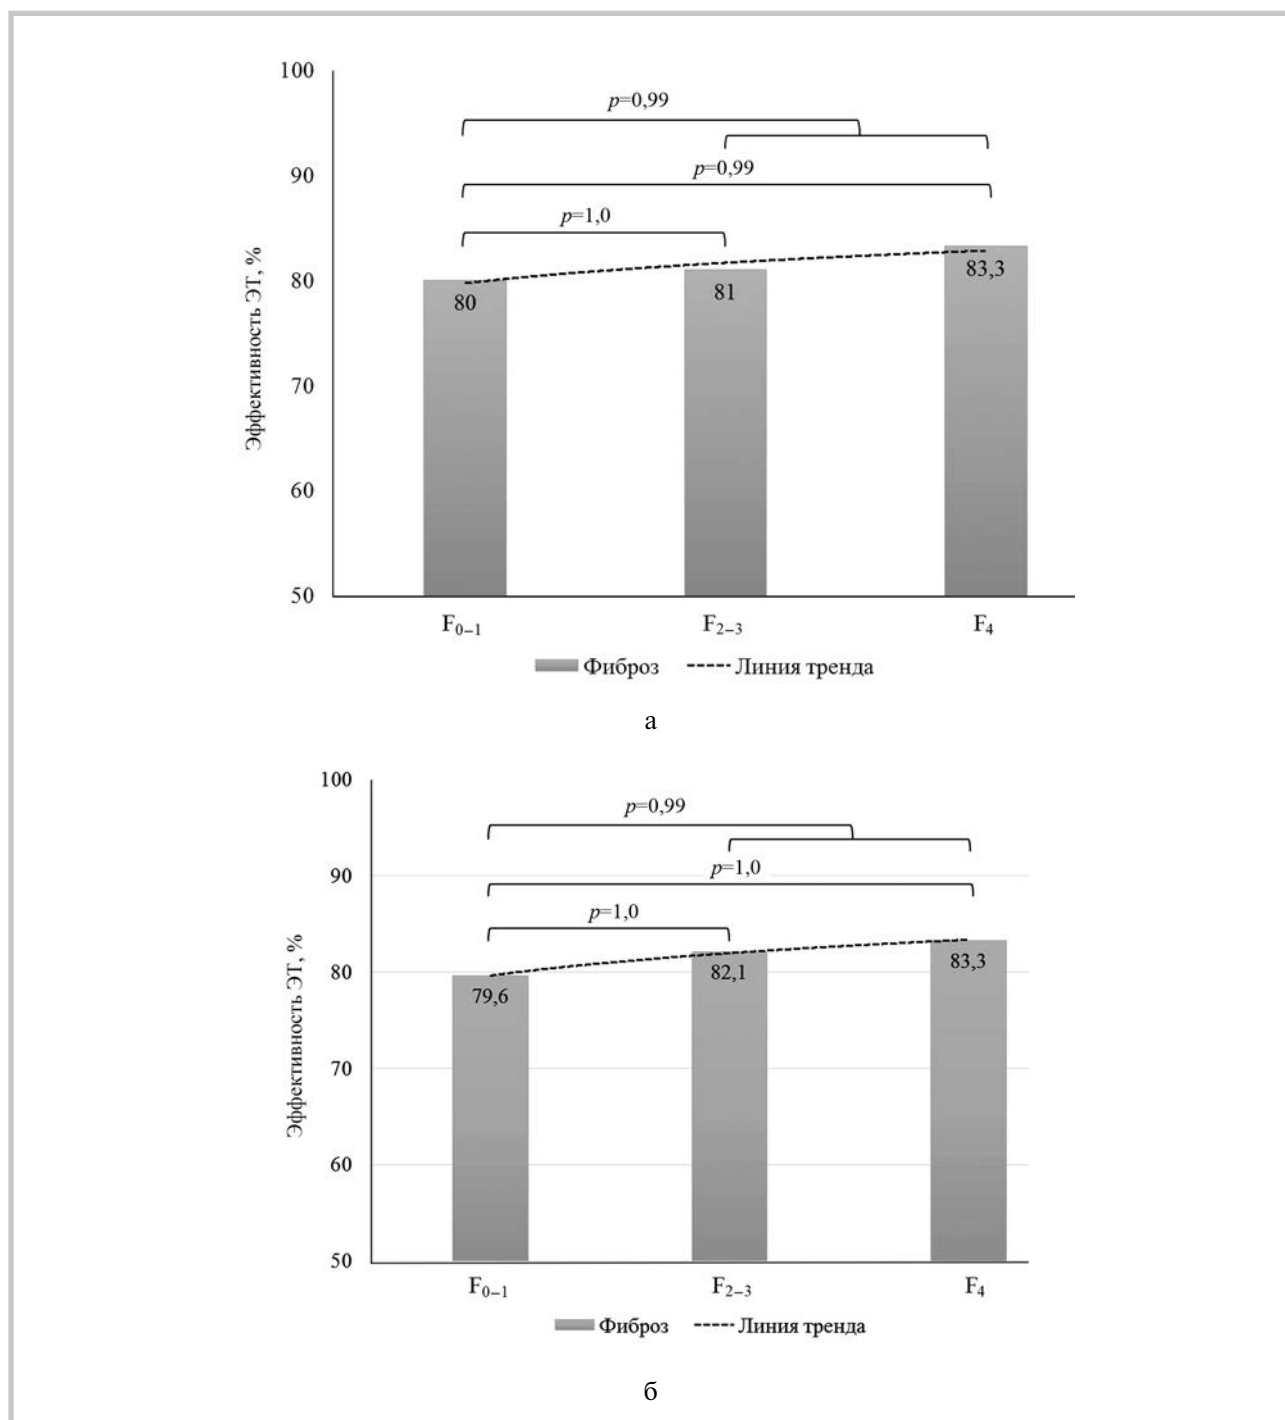 100
p=0,99
90
p=0,99
p=1,0
Эффективность ЭТ, %
80
80
81
83,3
70
60
50
F₀₋₁
F₂₋₃
F₄
Фиброз
Линия тренда
а
100
p=0,99
90
p=1,0
p=1,0
Эффективность ЭТ, %
80
79,6
82,1
83,3
70
60
50
F₀₋₁
F₂₋₃
F₄
Фиброз
Линия тренда
б